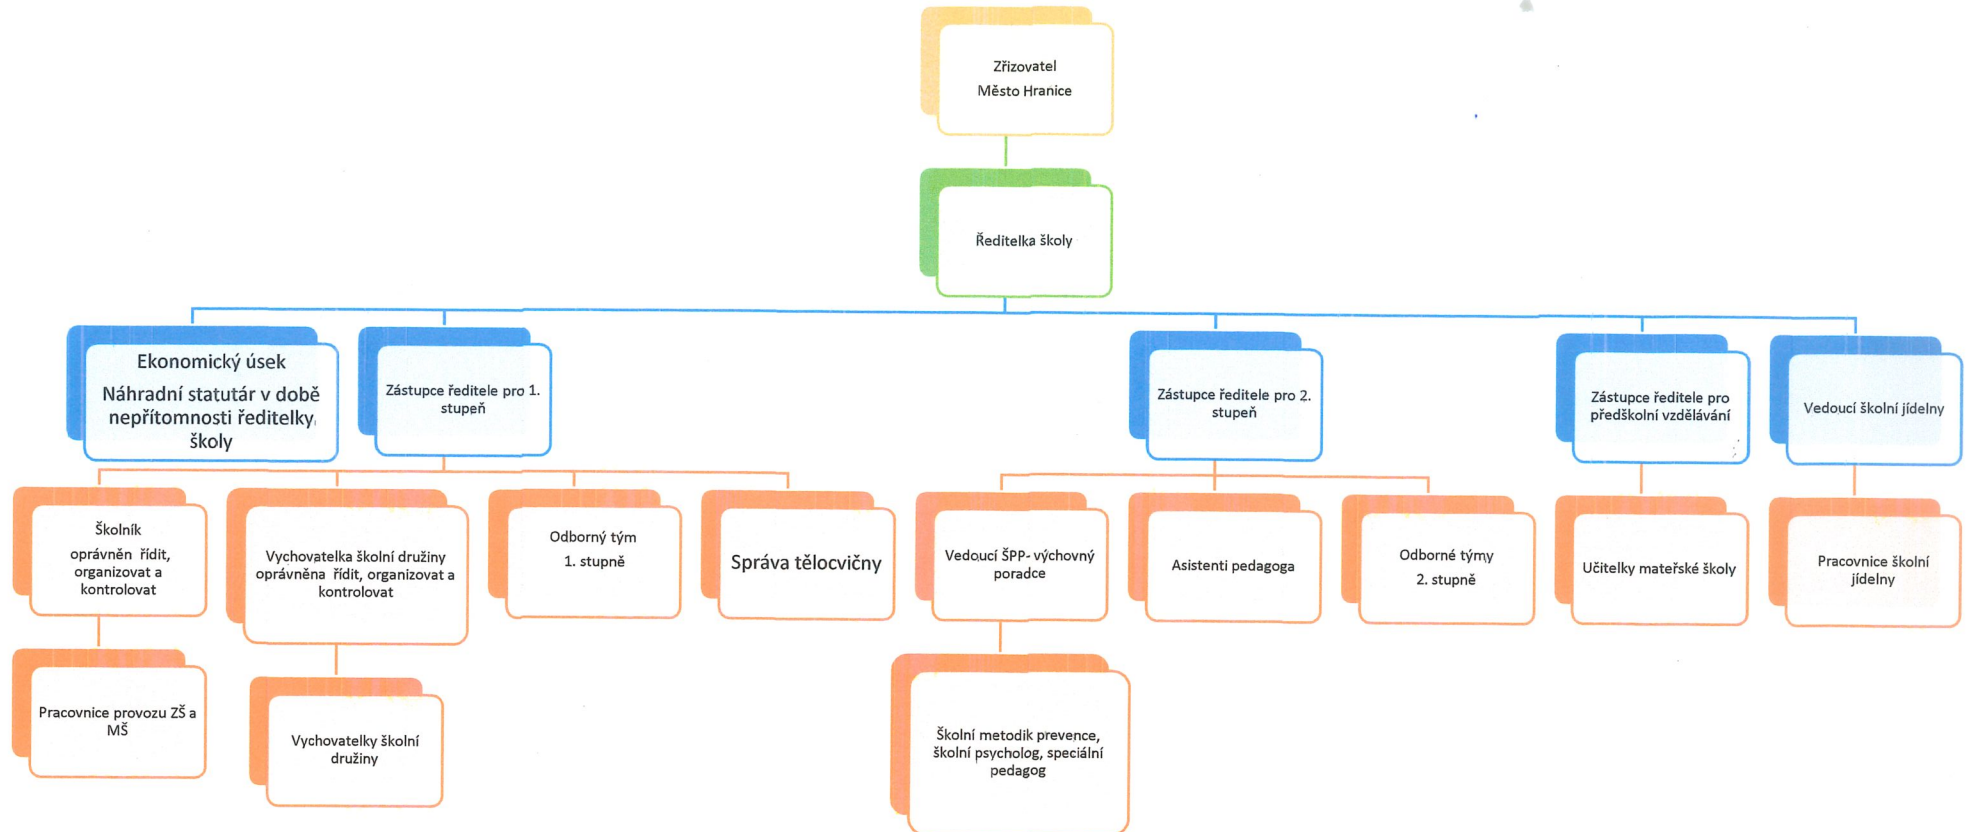 Zřizovatel
Město Hranice
Ředitelka školy
Ekonomický úsek
Náhradní statutár v době
nepřítomnosti ředitelky
školy
Zástupce ředitele pro 1.
stupeň
Zástupce ředitele pro 2.
stupeň
Zástupce ředitele pro
předškolní vzdělávání
Vedoucí školní jídelny
Školník
oprávněn řídit,
organizovat a
kontrolovat
Vychovatelka školní družiny
oprávněna řídit, organizovat a
kontrolovat
Odborný tým
1. stupně
Správa tělocvičny
Vedoucí ŠPP- výchovný
poradce
Asistenti pedagoga
Odborné týmy
2. stupně
Učitelky mateřské školy
Pracovnice školní
jídelny
Pracovnice provozu ZŠ a
MŠ
Vychovatelky školní
družiny
Školní metodik prevence,
školní psycholog, speciální
pedagog